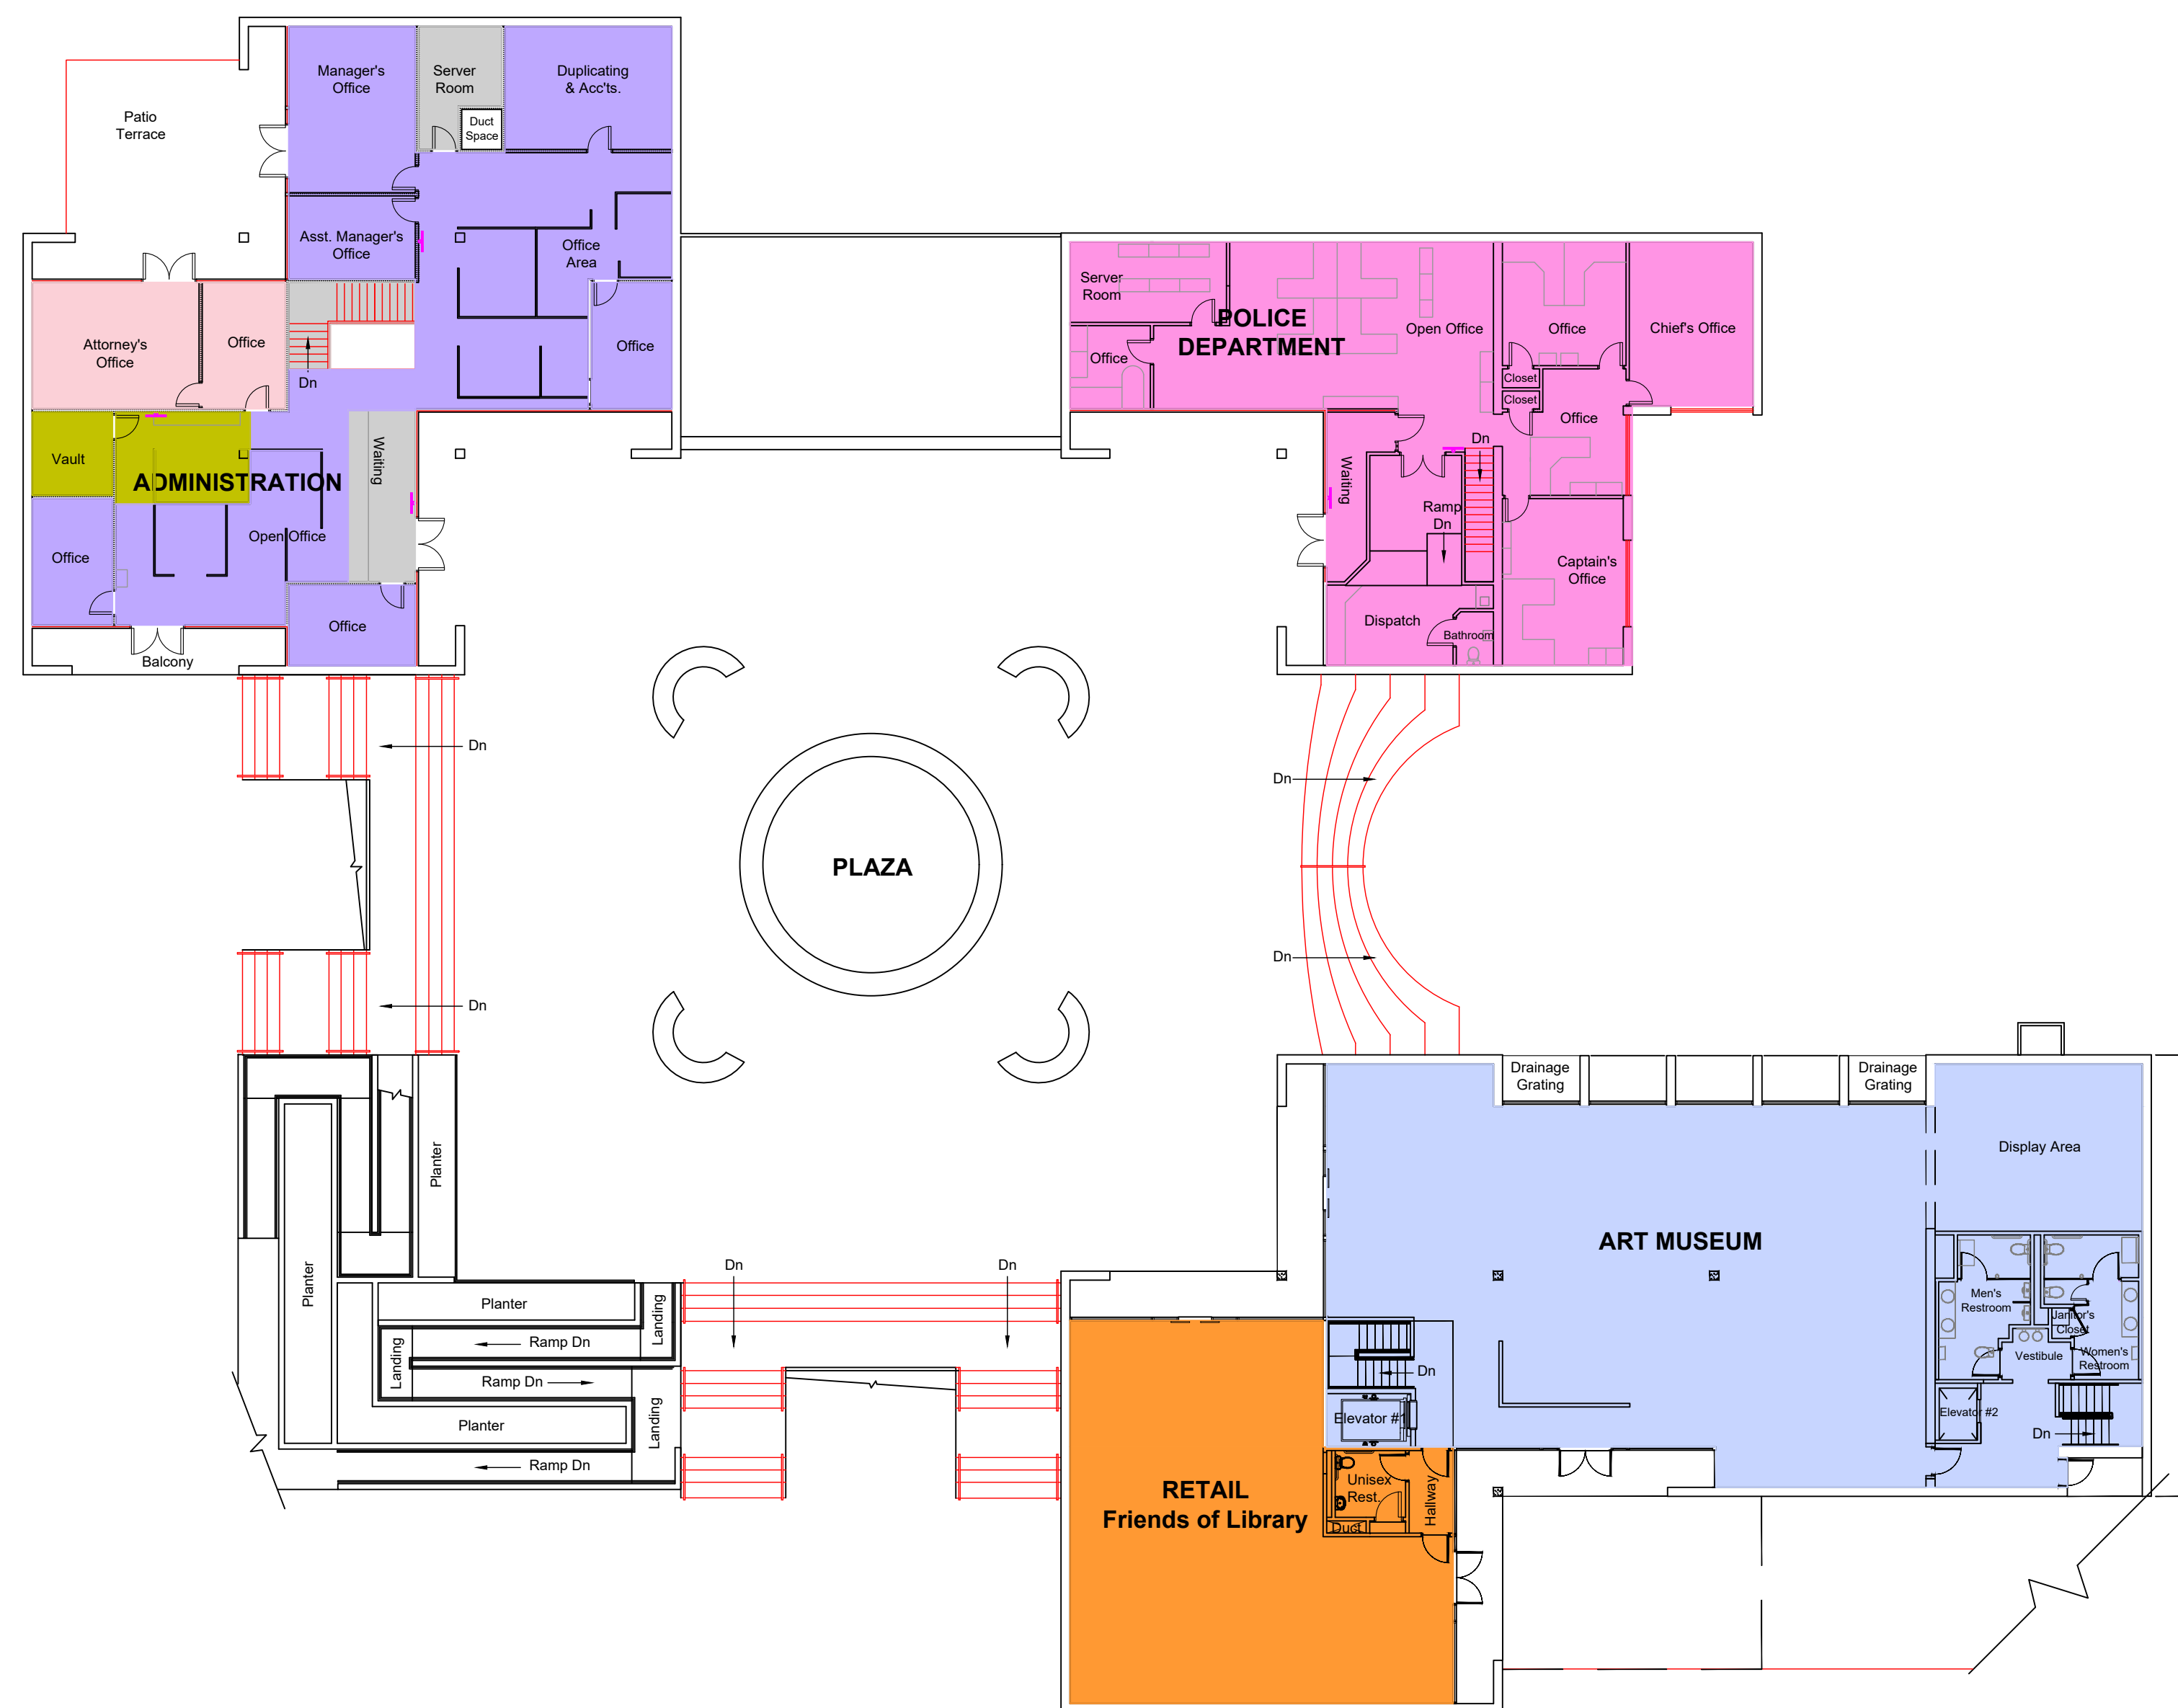 Manager's
Office
Server
Room
Duct
Space
Duplicating
& Acc'ts.
Patio
Terrace
Asst. Manager's
Office
Office
Area
Attorney's
Office
Office
Dn
Office
Vault
ADMINISTRATION
Waiting
Open Office
Office
Office
Balcony
Server
Room
POLICE
DEPARTMENT
Office
Open Office
Office
Chief's Office
Closet
Closet
Office
Dn
Waiting
Ramp
Dn
Captain's
Office
Dispatch
Bathroom
Dn
Dn
Dn
Dn
PLAZA
Planter
Planter
Planter
Landing
Ramp Dn
Landing
Ramp Dn
Planter
Landing
Ramp Dn
Dn
Dn
Drainage
Grating
Drainage
Grating
Display Area
ART MUSEUM
Men's
Restroom
Janitor's
Closet
Vestibule
Women's
Restroom
Elevator #2
Dn
Dn
Elevator #1
RETAIL
Friends of Library
Unisex
Rest.
Duct
Hallway